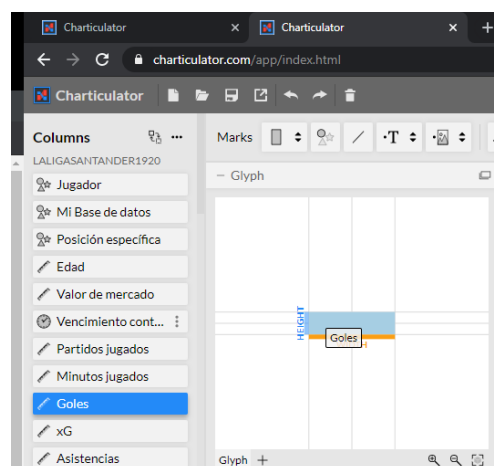 Charticulator
Charticulator
charticulator.com/app/index.html
Charticulator
Columns
LALIGASANTANDER1920
Jugador
Mi Base de datos
Posición específica
Edad
Valor de mercado
Vencimiento cont...
Partidos jugados
Minutos jugados
Goles
xG
Asistencias
Marks
T
Glyph
HEIGHT
Goles
H
Glyph